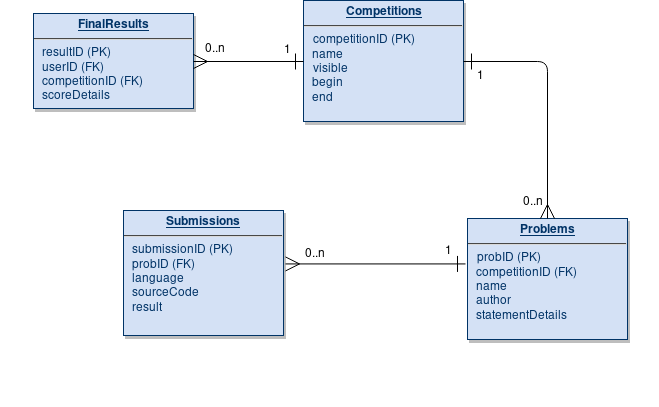 FinalResults
resultID (PK)
userID (FK)
competitionID (FK)
scoreDetails
0..n
1
Competitions
competitionID (PK)
name
visible
begin
end
1
0..n
Submissions
submissionID (PK)
probID (FK)
language
sourceCode
result
0..n
1
Problems
probID (PK)
competitionID (FK)
name
author
statementDetails